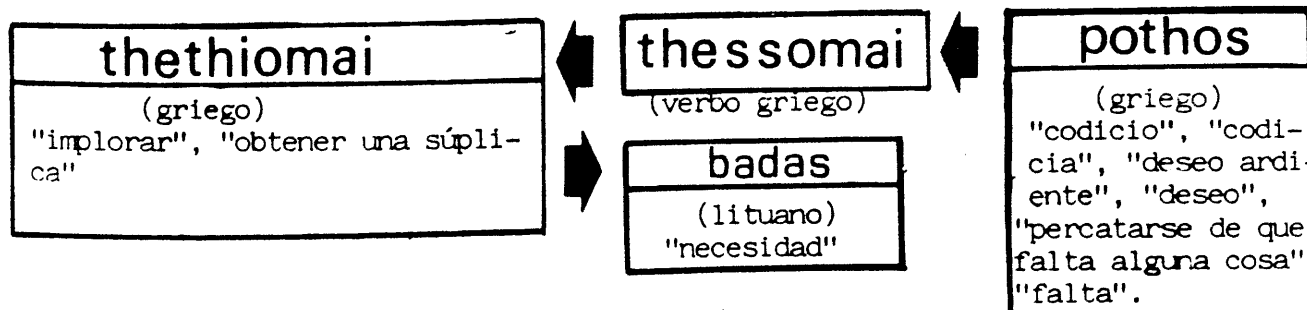 thethiomai
(griego)
"implorar", "obtener una súpli-
ca"
thessomai
(verbo griego)
badas
(lituano)
"necesidad"
pothos
(griego)
"codicio", "codi-
cia", "deseo ardi-
ente", "deseo",
"percatarse de que
falta alguna cosa"
"falta".